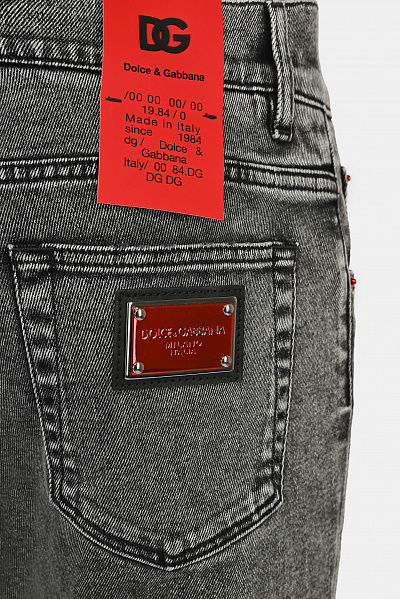 DG
Dolce & Gabbana
/00 00 00/ 00
19.84 / 0
Made in Italy
since 1984
dg/ Dolce &
Gabbana
Italy/ 00 84.DG
DG DG
DOLCE & GABBANA
MILANO
ITALIA